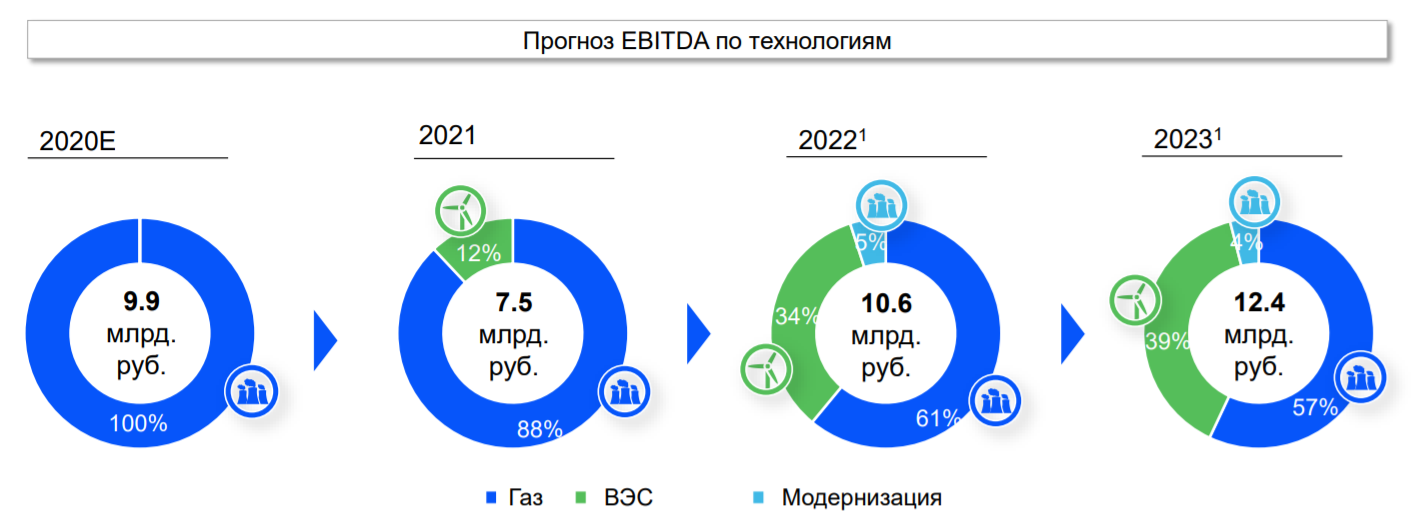 Прогноз EBITDA по технологиям
2020E
2021
2022¹
2023¹
9.9
млрд.
руб.
100%
12%
7.5
млрд.
руб.
88%
5%
34%
10.6
млрд.
руб.
61%
4%
39%
12.4
млрд.
руб.
57%
Газ
ВЭС
Модернизация